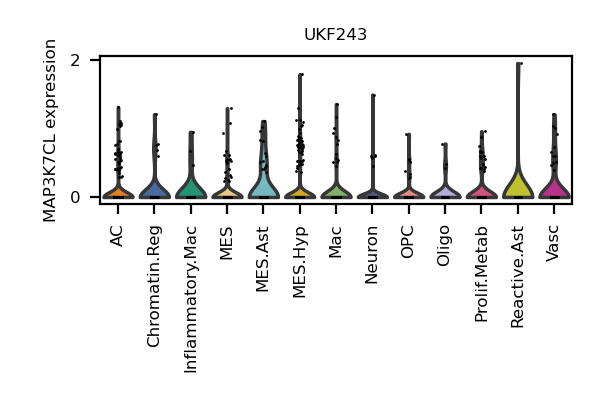 UKF243
MAP3K7CL expression
2
0
AC
Chromatin.Reg
Inflammatory.Mac
MES
MES.Ast
MES.Hyp
Mac
Neuron
OPC
Oligo
Prolif.Metab
Reactive.Ast
Vasc